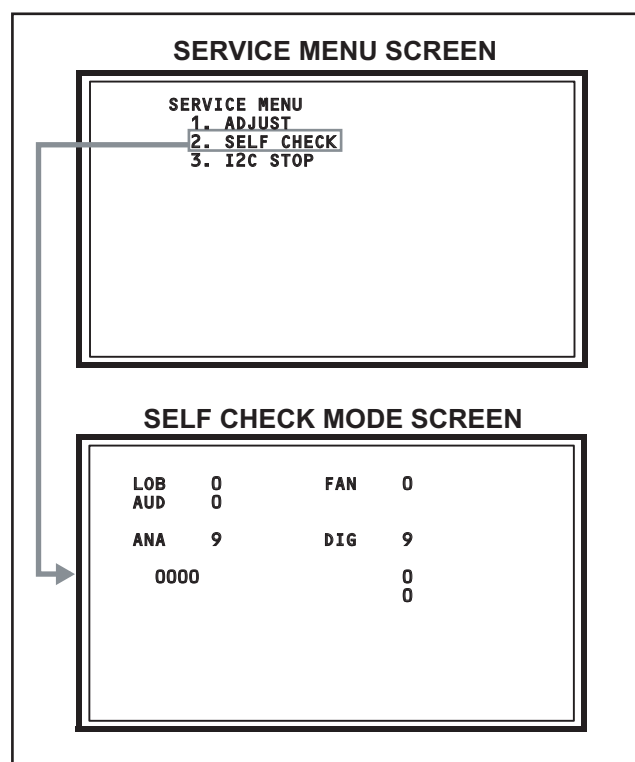 SERVICE MENU SCREEN
SERVICE MENU
1. ADJUST
2. SELF CHECK
3. I2C STOP
SELF CHECK MODE SCREEN
LOB 0 FAN 0
AUD 0
ANA 9 DIG 9
0000 0
0